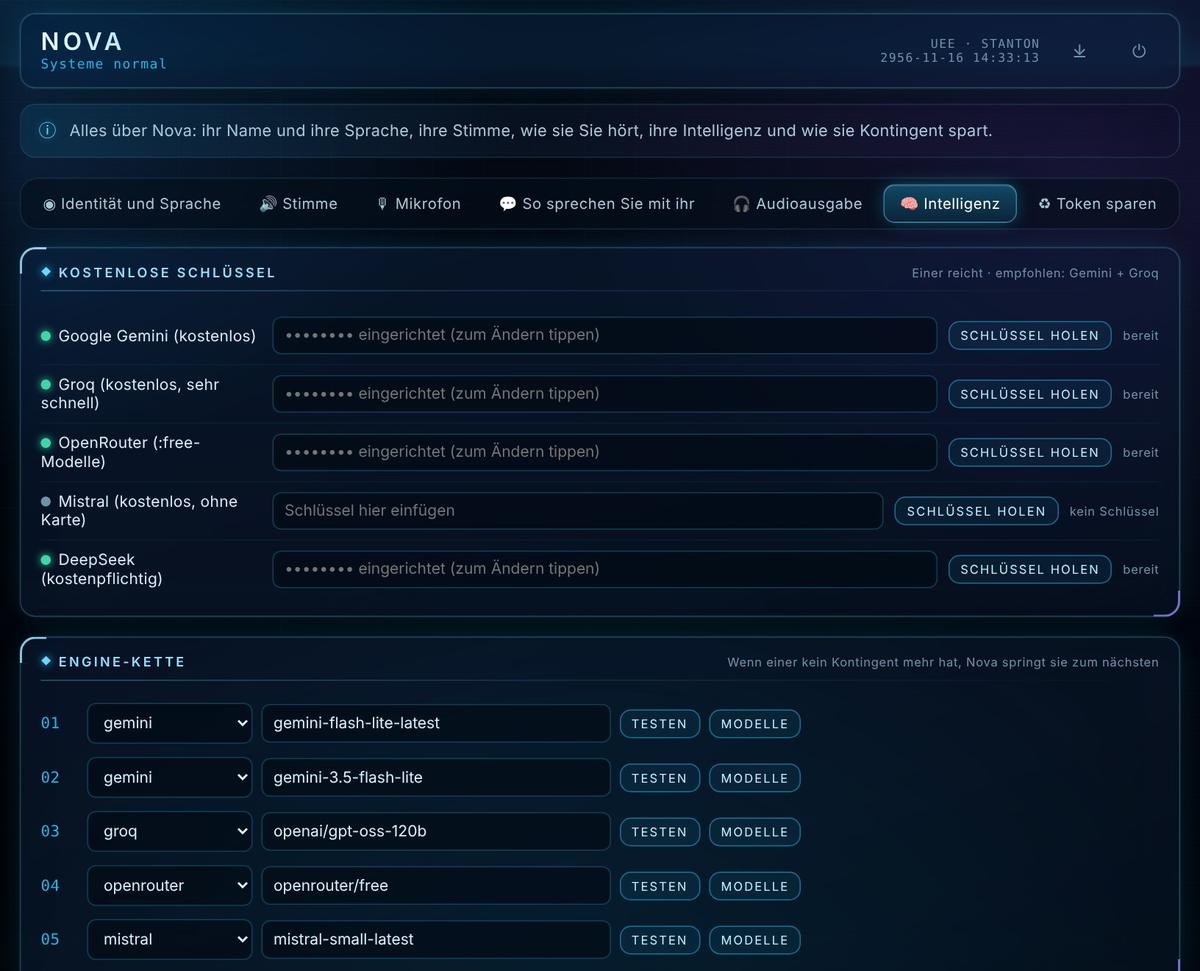 NOVA
Systeme normal
UEE · STANTON
2956-11-16 14:33:13
Alles über Nova: ihr Name und ihre Sprache, ihre Stimme, wie sie Sie hört, ihre Intelligenz und wie sie Kontingent spart.
Identität und Sprache
Stimme
Mikrofon
So sprechen Sie mit ihr
Audioausgabe
Intelligenz
Token sparen
KOSTENLOSE SCHLÜSSEL
Einer reicht · empfohlen: Gemini + Groq
Google Gemini (kostenlos)
•••••••• eingerichtet (zum Ändern tippen)
SCHLÜSSEL HOLEN
bereit
Groq (kostenlos, sehr
schnell)
•••••••• eingerichtet (zum Ändern tippen)
SCHLÜSSEL HOLEN
bereit
OpenRouter (:free-
Modelle)
•••••••• eingerichtet (zum Ändern tippen)
SCHLÜSSEL HOLEN
bereit
Mistral (kostenlos, ohne
Karte)
Schlüssel hier einfügen
SCHLÜSSEL HOLEN
kein Schlüssel
DeepSeek
(kostenpflichtig)
•••••••• eingerichtet (zum Ändern tippen)
SCHLÜSSEL HOLEN
bereit
ENGINE-KETTE
Wenn einer kein Kontingent mehr hat, Nova springt sie zum nächsten
01 gemini gemini-flash-lite-latest TESTEN MODELLE
02 gemini gemini-3.5-flash-lite TESTEN MODELLE
03 groq openai/gpt-oss-120b TESTEN MODELLE
04 openrouter openrouter/free TESTEN MODELLE
05 mistral mistral-small-latest TESTEN MODELLE